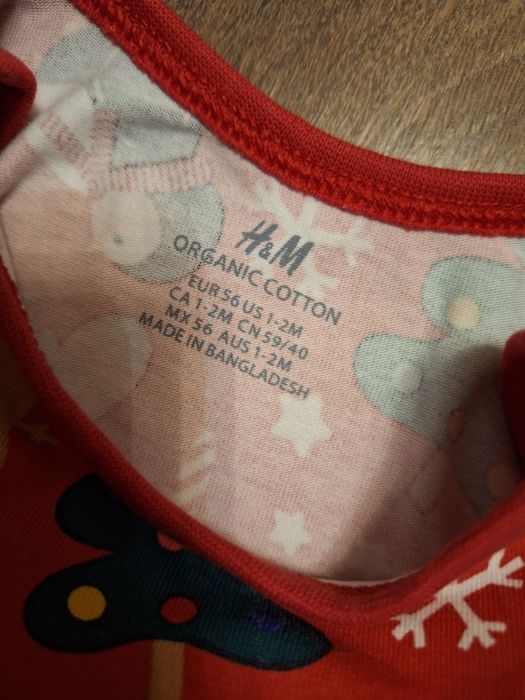 H&M
ORGANIC COTTON
EUR 56 US 1-2M
CA 1-2M CN 59/40
MX 56 AUS 1-2M
MADE IN BANGLADESH